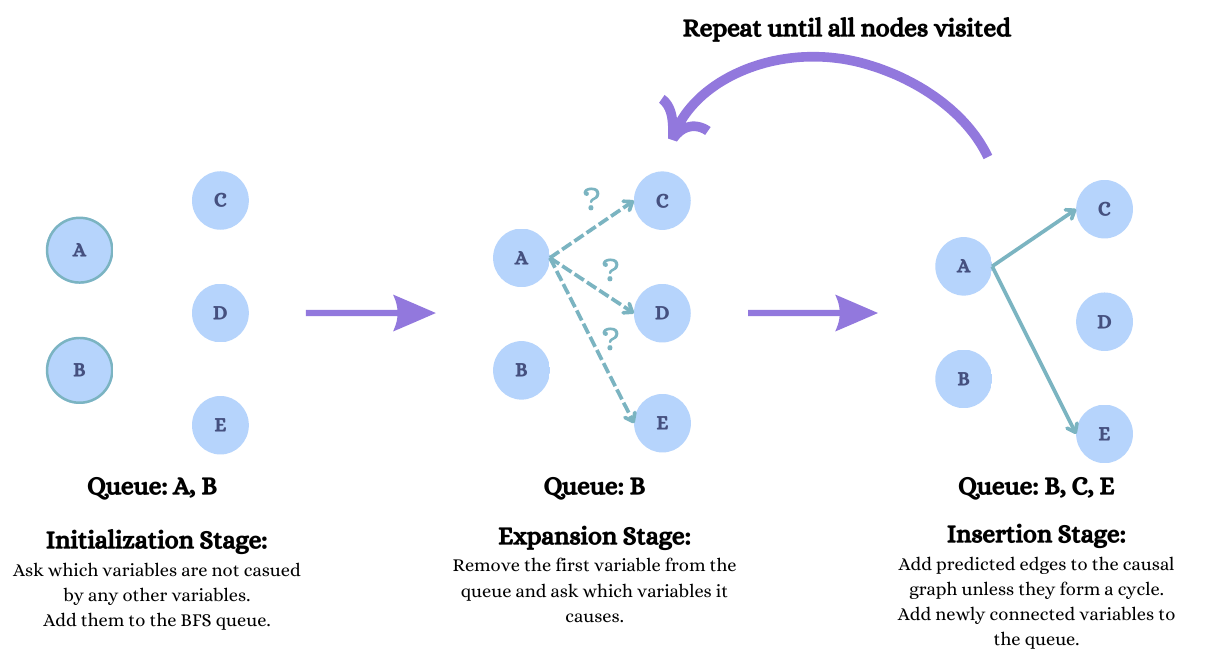 Repeat until all nodes visited
A
B
C
D
E
Queue: A, B
Initialization Stage:
Ask which variables are not casued
by any other variables.
Add them to the BFS queue.
?
?
?
A
B
C
D
E
Queue: B
Expansion Stage:
Remove the first variable from the
queue and ask which variables it
causes.
A
B
C
D
E
Queue: B, C, E
Insertion Stage:
Add predicted edges to the causal
graph unless they form a cycle.
Add newly connected variables to
the queue.